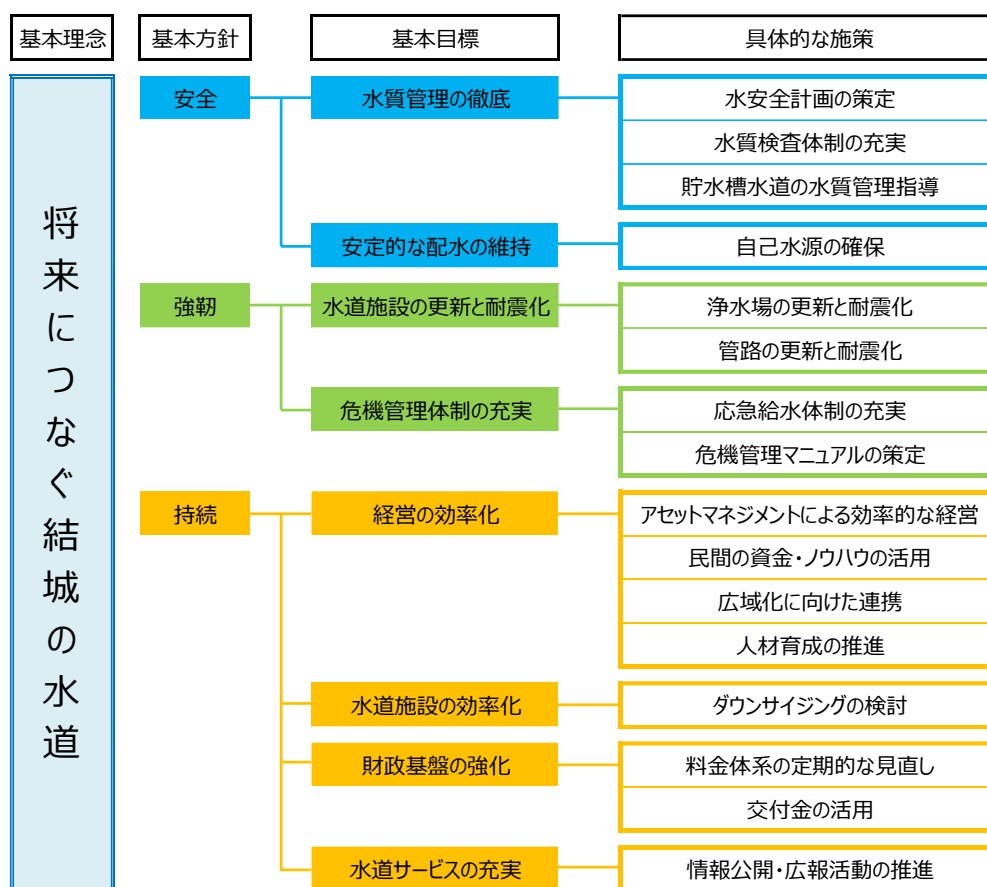 基本理念
基本方針
基本目標
具体的な施策
将来につなぐ結城の水道
安全
水質管理の徹底
水安全計画の策定
水質検査体制の充実
貯水槽水道の水質管理指導
安定的な配水の維持
自己水源の確保
強靭
水道施設の更新と耐震化
浄水場の更新と耐震化
管路の更新と耐震化
危機管理体制の充実
応急給水体制の充実
危機管理マニュアルの策定
持続
経営の効率化
アセットマネジメントによる効率的な経営
民間の資金・ノウハウの活用
広域化に向けた連携
人材育成の推進
水道施設の効率化
ダウンサイジングの検討
財政基盤の強化
料金体系の定期的な見直し
交付金の活用
水道サービスの充実
情報公開・広報活動の推進